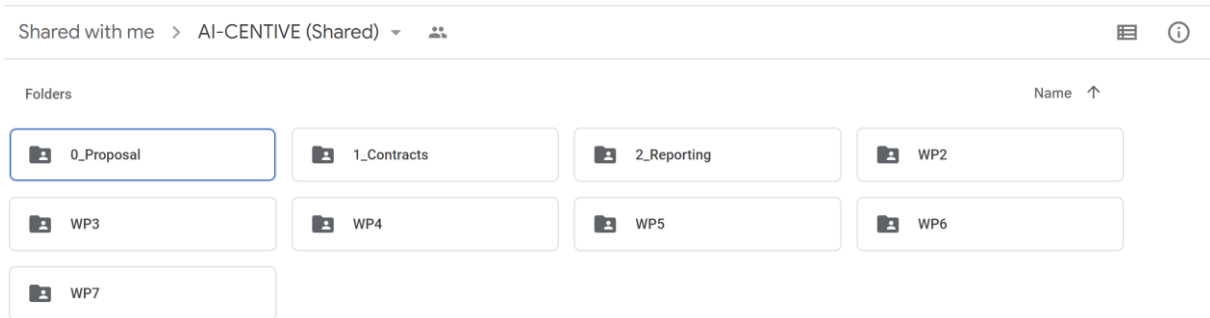 Shared with me > AI-CENTIVE (Shared)
Folders Name ↑
0_Proposal 1_Contracts 2_Reporting WP2
WP3 WP4 WP5 WP6
WP7